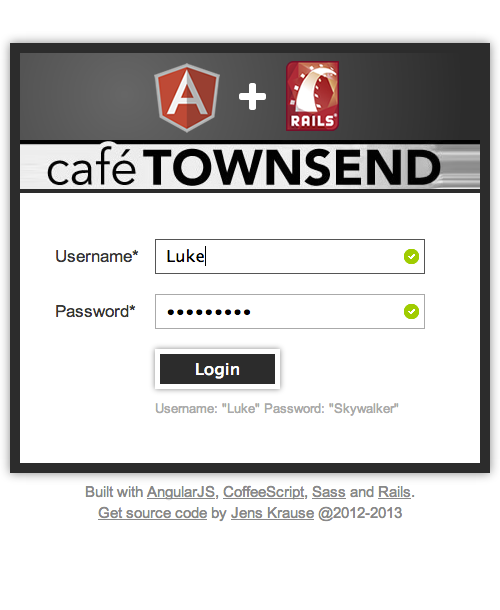 A
RAILS
café TOWNSEND
Username* Luke
Password* •••••••••
Login
Username: "Luke" Password: "Skywalker"
Built with AngularJS, CoffeeScript, Sass and Rails.
Get source code by Jens Krause @2012-2013